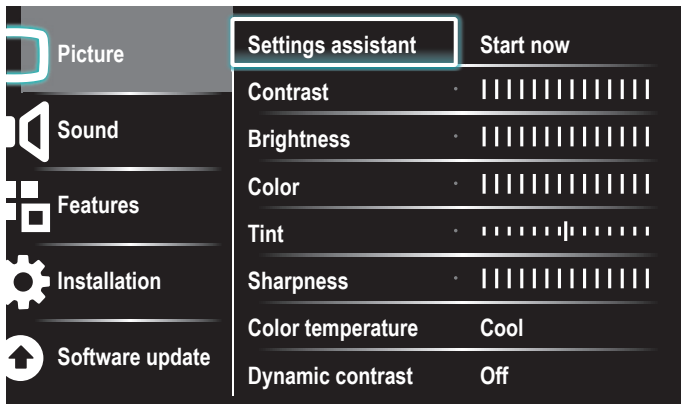 Picture
Sound
Features
Installation
Software update
Settings assistant Start now
Contrast
Brightness
Color
Tint
Sharpness
Color temperature Cool
Dynamic contrast Off